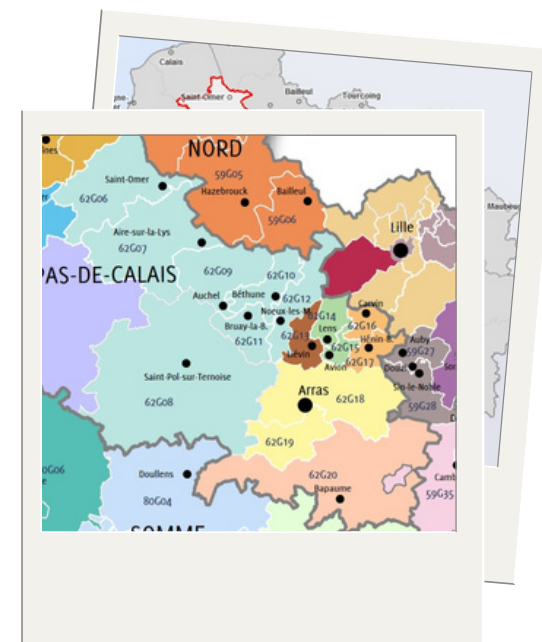 Calais
Saint-Omer
Bailleul
Tourcoing
Maubeu
NORD
59G05
Saint-Omer
Hazebrouck
Bailleul
62G06
59G06
Aire-sur-la-Lys
62G07
Lille
PAS-DE-CALAIS
62G09
62G10
Auchel
Béthune
62G12
Noeux-les-M.
62G14
Carvin
Bruay-la-B.
62G13
Lens
62G16
62G11
62G15
Hénin-B.
Auby
59G27
Liévin
Avion
62G17
Douai
Sin-le-Noble
Saint-Pol-sur-Ternoise
Arras
62G08
62G18
59G28
62G19
62G20
Camb
Doullens
Bapaume
59G35
80G04
SOMME